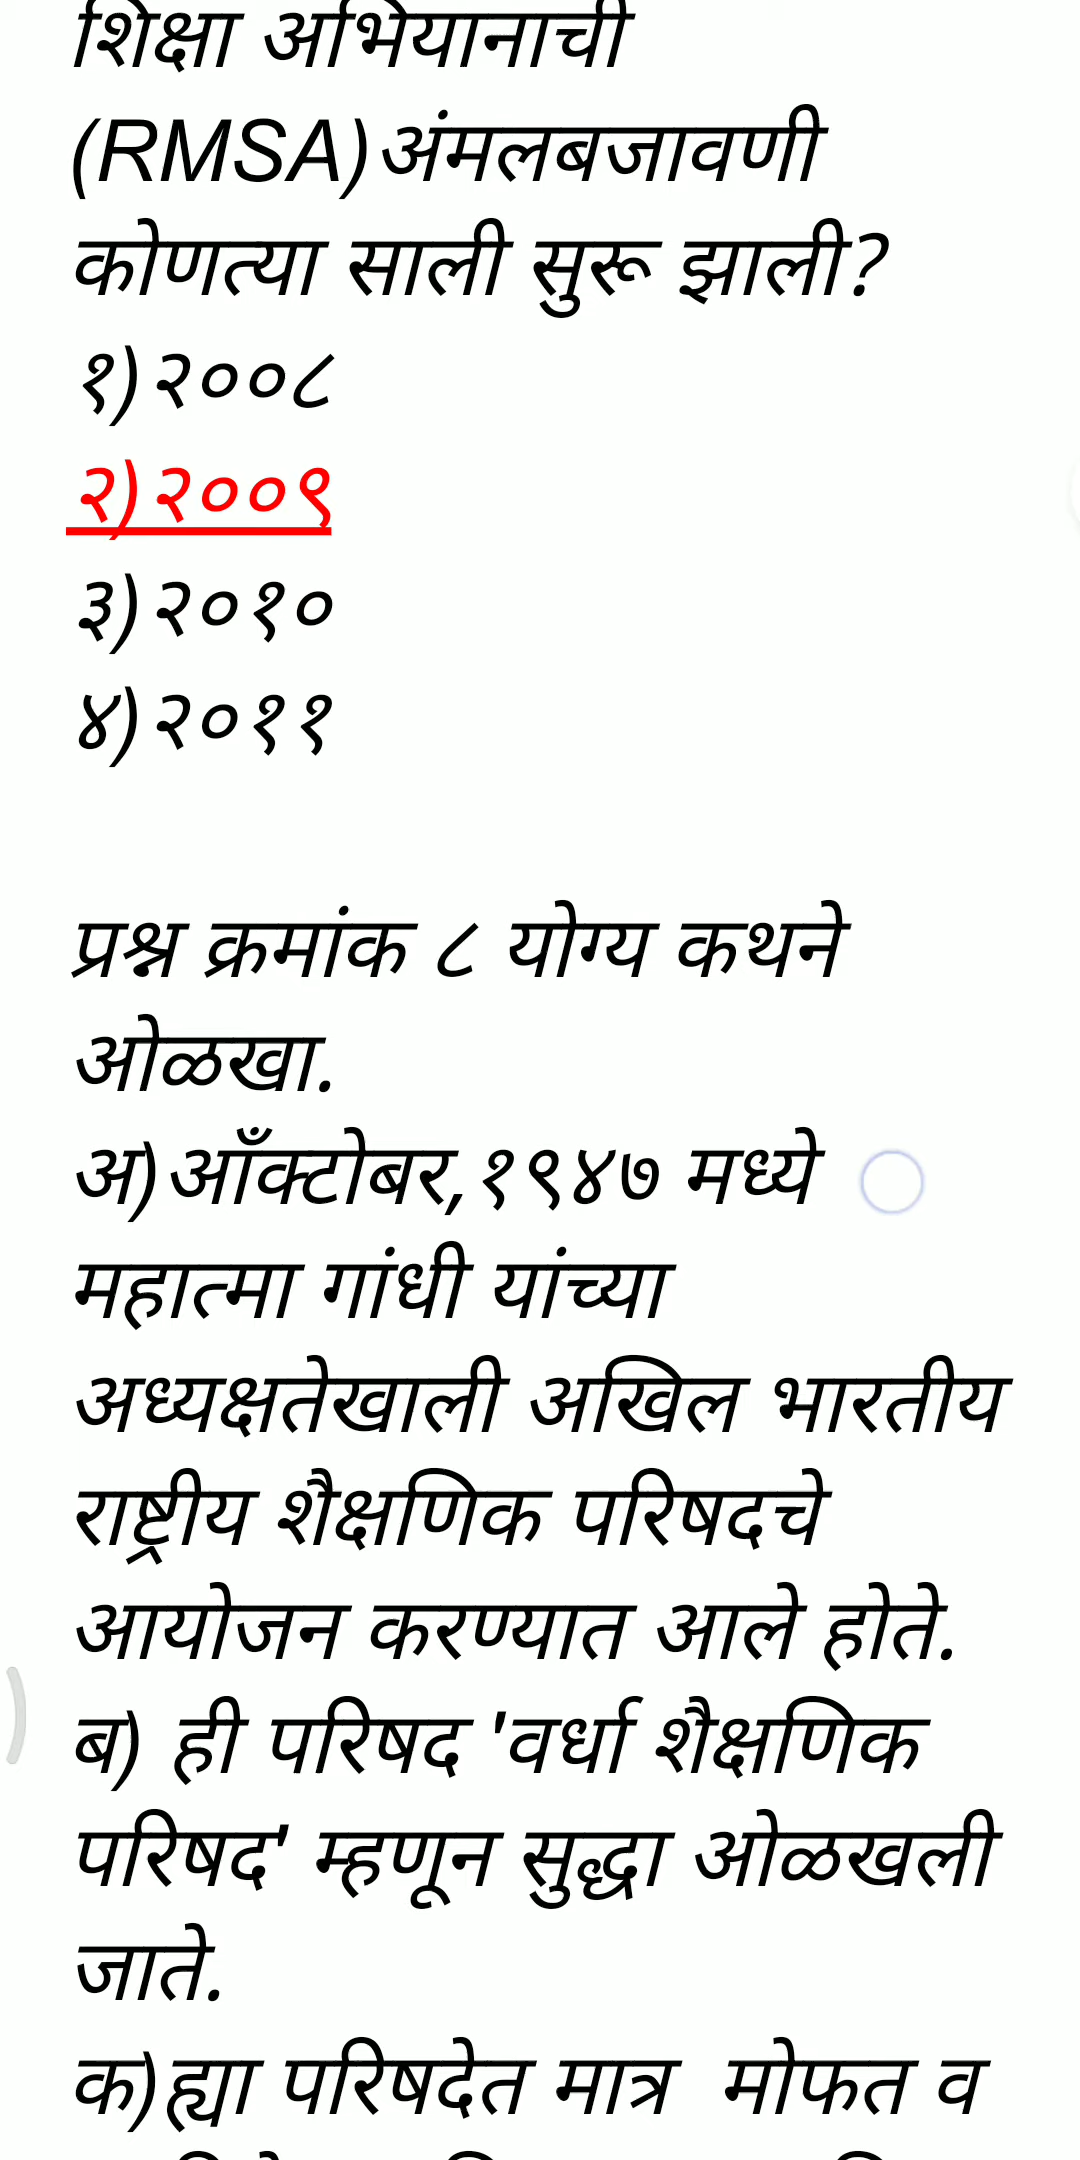 शिक्षा अभियानाची
(RMSA)अंमलबजावणी
कोणत्या साली सुरू झाली?
१)२००८
२)२००९
३)२०१०
४)२०११
प्रश्न क्रमांक ८ योग्य कथने
ओळखा.
अ)आँक्टोबर,१९४७ मध्ये
महात्मा गांधी यांच्या
अध्यक्षतेखाली अखिल भारतीय
राष्ट्रीय शैक्षणिक परिषदचे
आयोजन करण्यात आले होते.
ब) ही परिषद 'वर्धा शैक्षणिक
परिषद' म्हणून सुद्धा ओळखली
जाते.
क)ह्या परिषदेत मात्र  मोफत व